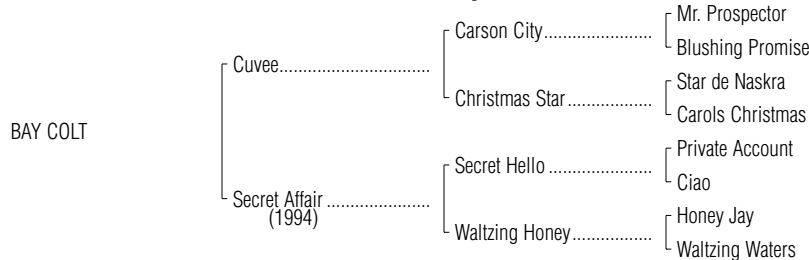 Mr. Prospector
Carson City......................
Blushing Promise
Cuvee...............................
Star de Naskra
Christmas Star.................
Carols Christmas
BAY COLT
Private Account
Secret Hello .....................
Ciao
Secret Affair .....................
(1994)
Honey Jay
Waltzing Honey................
Waltzing Waters